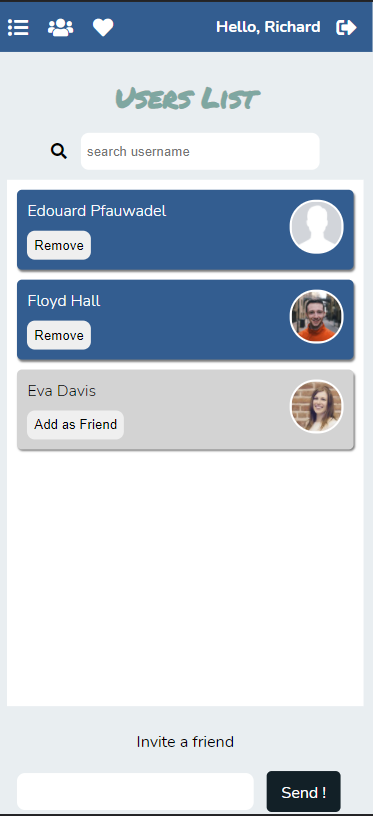 Hello, Richard
Users List
search username
Edouard Pfauwadel
Remove
Floyd Hall
Remove
Eva Davis
Add as Friend
Invite a friend
Send !